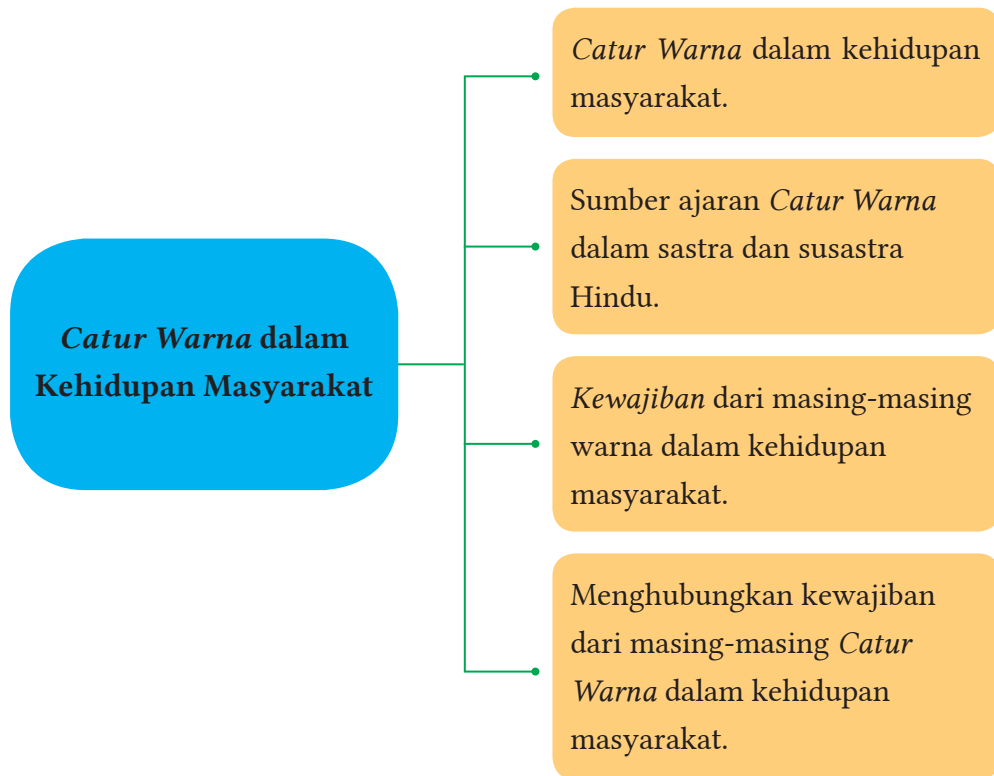 Catur Warna dalam
Kehidupan Masyarakat
Catur Warna dalam kehidupan
masyarakat.
Sumber ajaran Catur Warna
dalam sastra dan susastra
Hindu.
Kewajiban dari masing-masing
warna dalam kehidupan
masyarakat.
Menghubungkan kewajiban
dari masing-masing Catur
Warna dalam kehidupan
masyarakat.